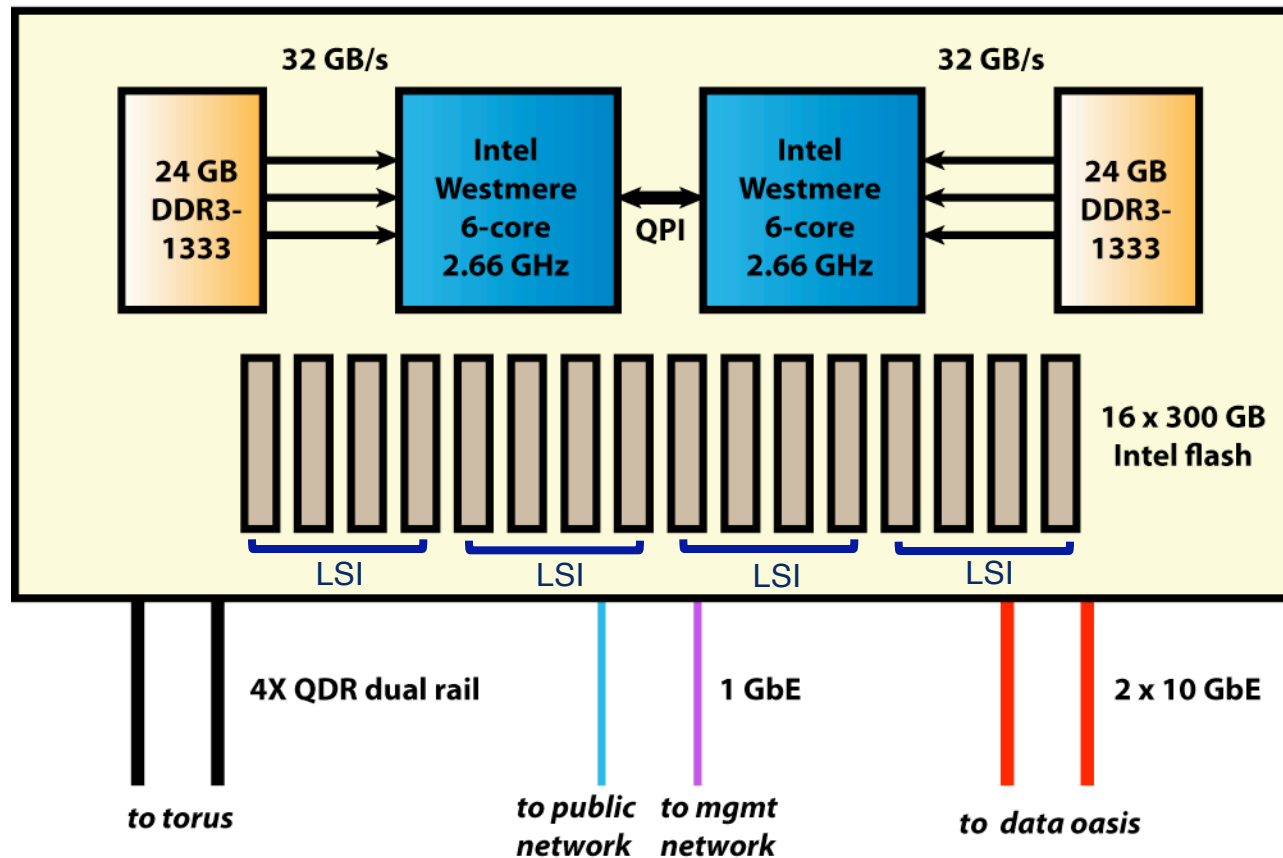 32 GB/s
32 GB/s
24 GB
DDR3-
1333
Intel
Westmere
6-core
2.66 GHz
QPI
Intel
Westmere
6-core
2.66 GHz
24 GB
DDR3-
1333
16 x 300 GB
Intel flash
LSI
LSI
LSI
LSI
4X QDR dual rail
1 GbE
2 x 10 GbE
to torus
to public
network
to mgmt
network
to data oasis